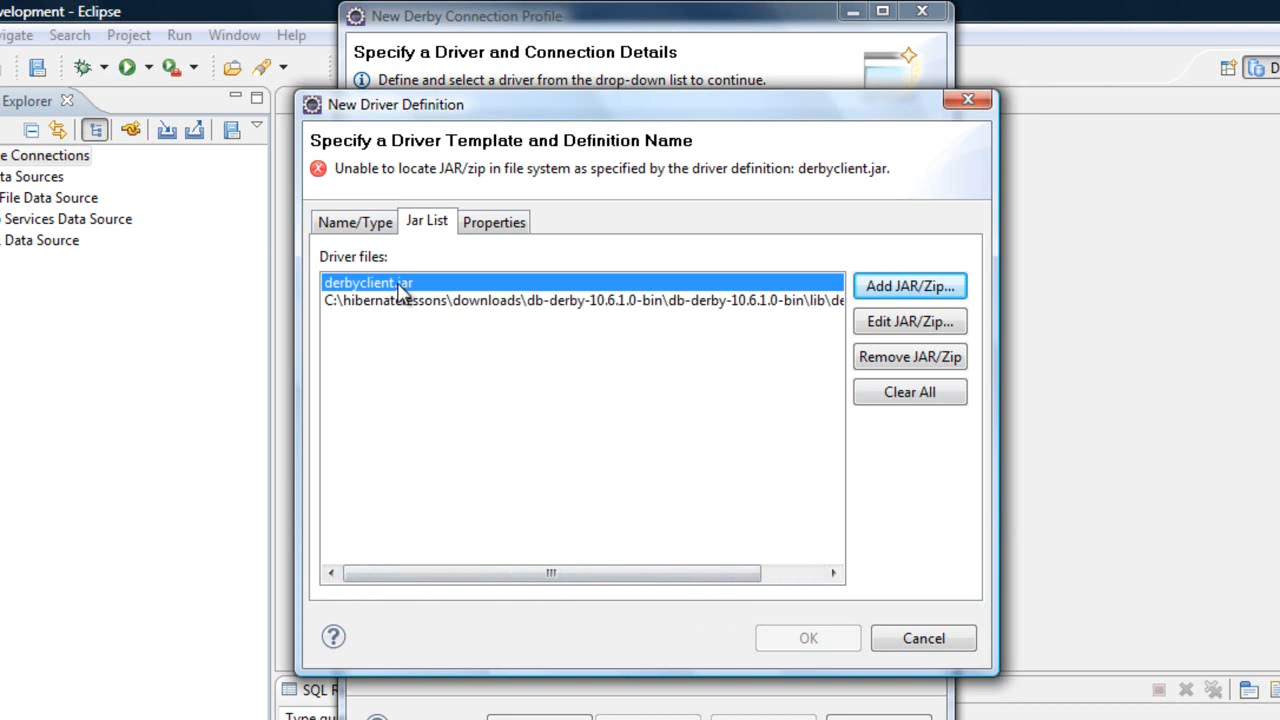 velopment - Eclipse
vigate Search Project Run Window Help
Explorer
e Connections
ta Sources
File Data Source
Services Data Source
Data Source
New Derby Connection Profile
Specify a Driver and Connection Details
Define and select a driver from the drop-down list to continue.
New Driver Definition
Specify a Driver Template and Definition Name
Unable to locate JAR/zip in file system as specified by the driver definition: derbyclient.jar.
Name/Type Jar List Properties
Driver files:
derbyclient.jar
C:\hibernatelessons\downloads\db-derby-10.6.1.0-bin\db-derby-10.6.1.0-bin\lib\de
Add JAR/Zip...
Edit JAR/Zip...
Remove JAR/Zip
Clear All
OK Cancel
SQL R
Type qu